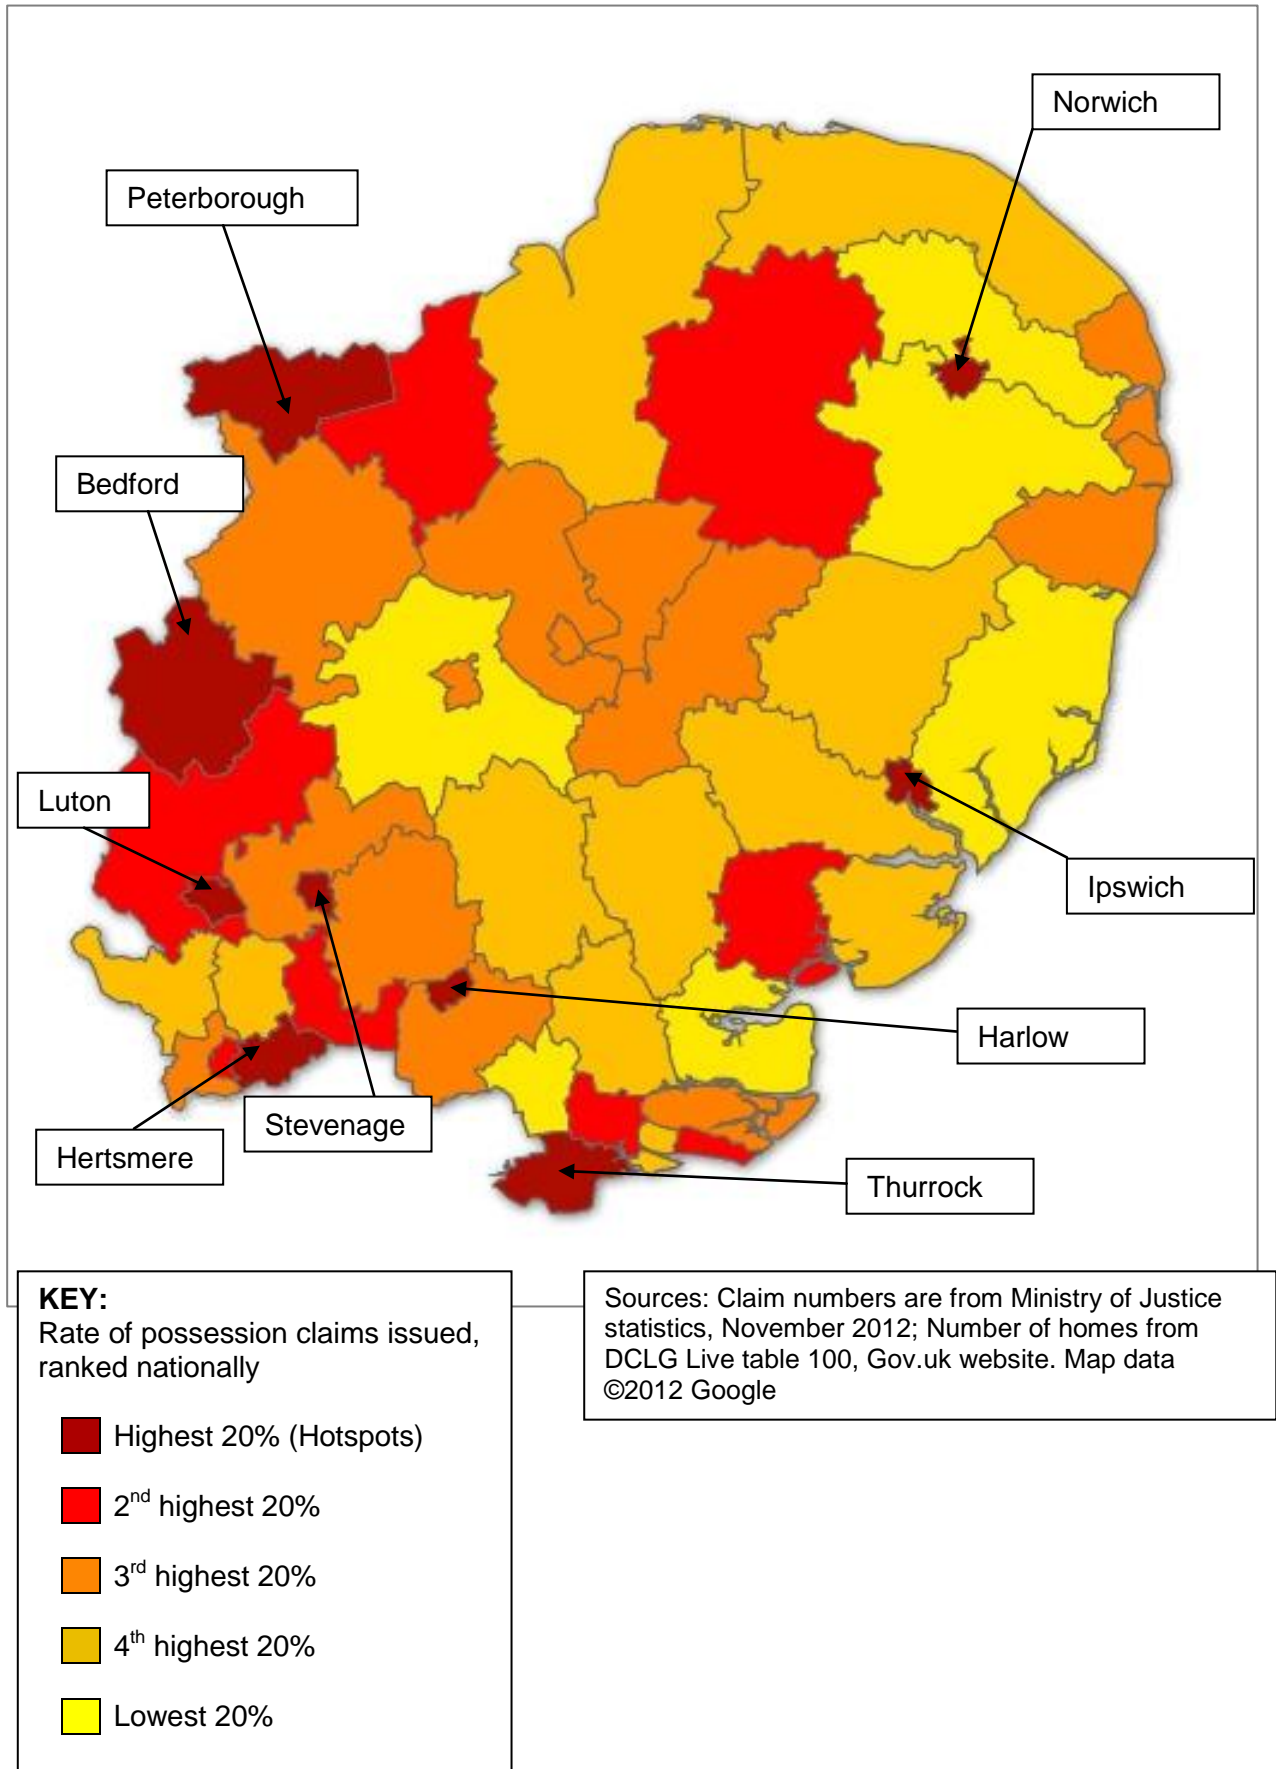 Norwich
Peterborough
Bedford
Luton
Ipswich
Harlow
Stevenage
Hertsmere
Thurrock
KEY:
Rate of possession claims issued,
ranked nationally
Highest 20% (Hotspots)
2nd highest 20%
3rd highest 20%
4th highest 20%
Lowest 20%
Sources: Claim numbers are from Ministry of Justice
statistics, November 2012; Number of homes from
DCLG Live table 100, Gov.uk website. Map data
©2012 Google